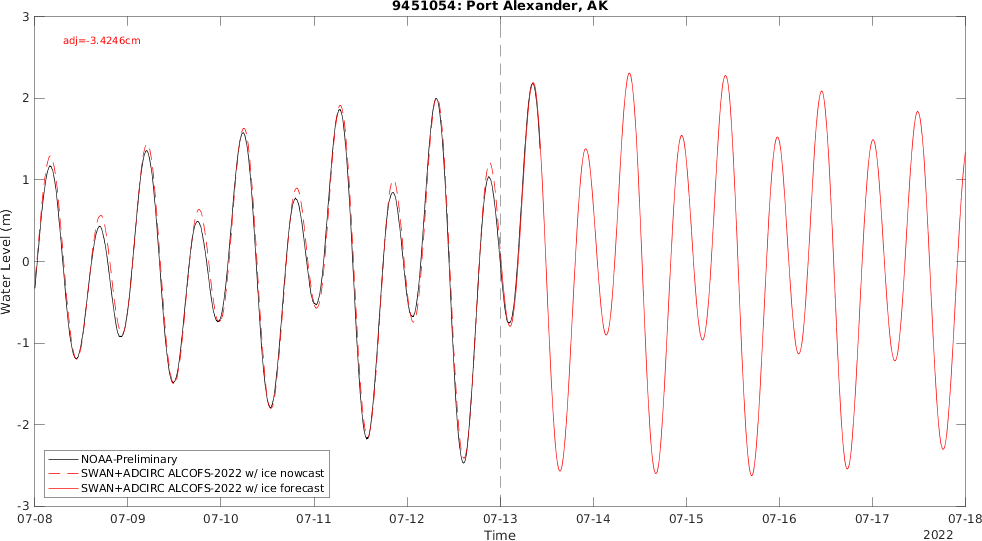 9451054: Port Alexander, AK
adj=-3.4246cm
3
2
1
0
-1
-2
-3
Water Level (m)
NOAA-Preliminary
SWAN+ADCIRC ALCOFS-2022 w/ ice nowcast
SWAN+ADCIRC ALCOFS-2022 w/ ice forecast
07-08 07-09 07-10 07-11 07-12 07-13 07-14 07-15 07-16 07-17 07-18
Time
2022